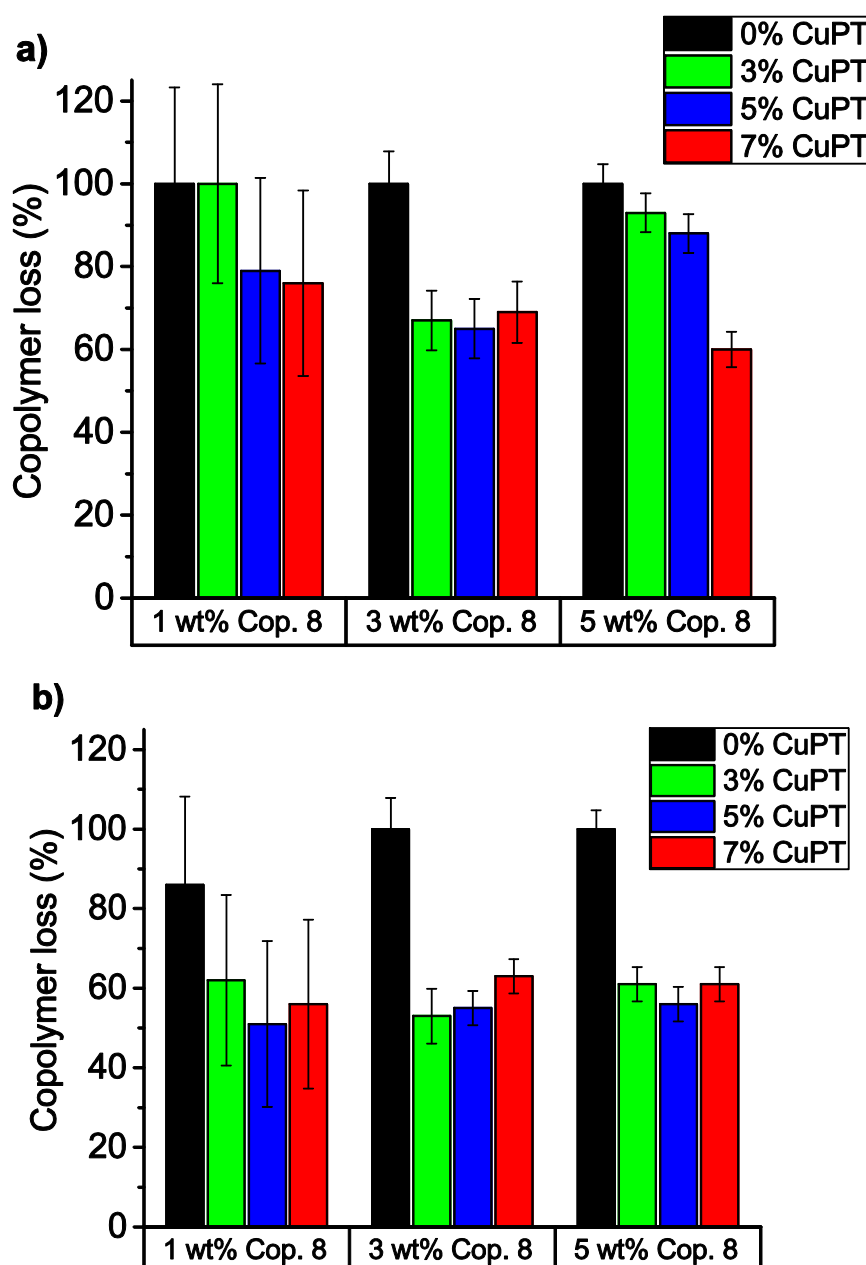 a)
0% CuPT
3% CuPT
5% CuPT
7% CuPT
Copolymer loss (%)
120
100
80
60
40
20
0
1 wt% Cop. 8
3 wt% Cop. 8
5 wt% Cop. 8
b)
0% CuPT
3% CuPT
5% CuPT
7% CuPT
Copolymer loss (%)
120
100
80
60
40
20
0
1 wt% Cop. 8
3 wt% Cop. 8
5 wt% Cop. 8